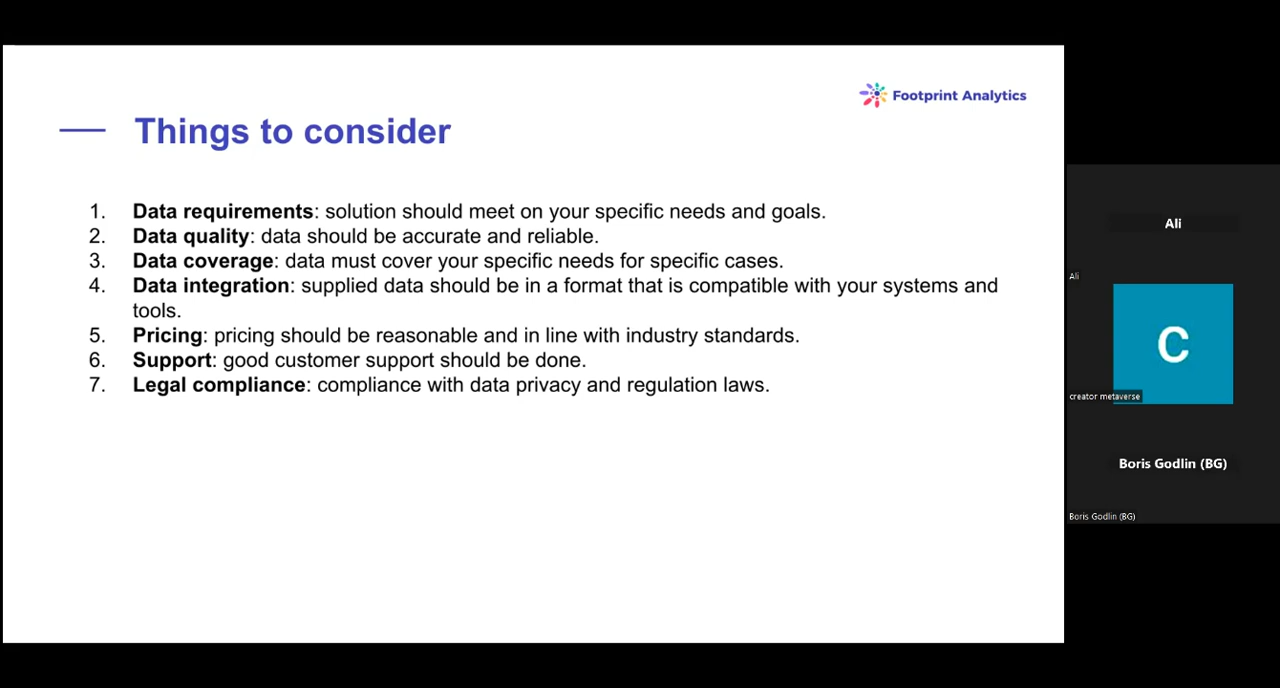 Footprint Analytics
Things to consider
1. Data requirements: solution should meet on your specific needs and goals.
2. Data quality: data should be accurate and reliable.
3. Data coverage: data must cover your specific needs for specific cases.
4. Data integration: supplied data should be in a format that is compatible with your systems and
tools.
5. Pricing: pricing should be reasonable and in line with industry standards.
6. Support: good customer support should be done.
7. Legal compliance: compliance with data privacy and regulation laws.
Ali
Ali
C
creator metaverse
Boris Godlin (BG)
Boris Godlin (BG)